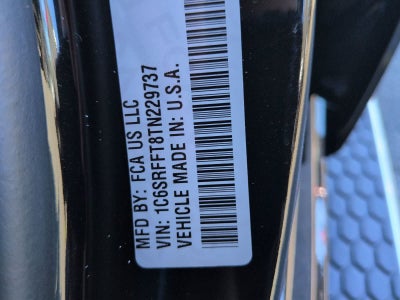 MFD BY: FCA US LLC
VIN: 1C6SRFFT8TN229737
VEHICLE MADE IN: U.S.A.